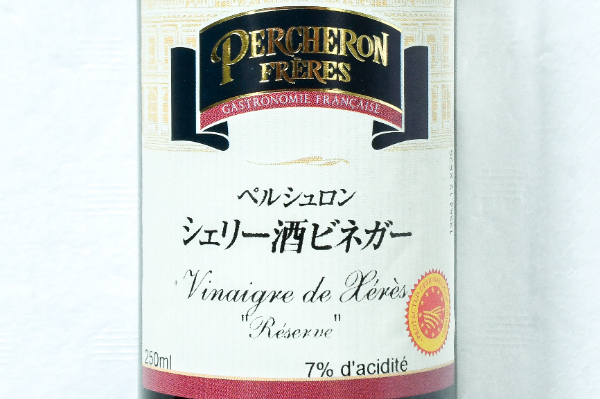 PERCHERON
FRÈRES
GASTRONOMIE FRANÇAISE
ペルシュロン
シェリー酒ビネガー
Vinaigre de Xérès
"Réserve"
250ml
7% d'acidité